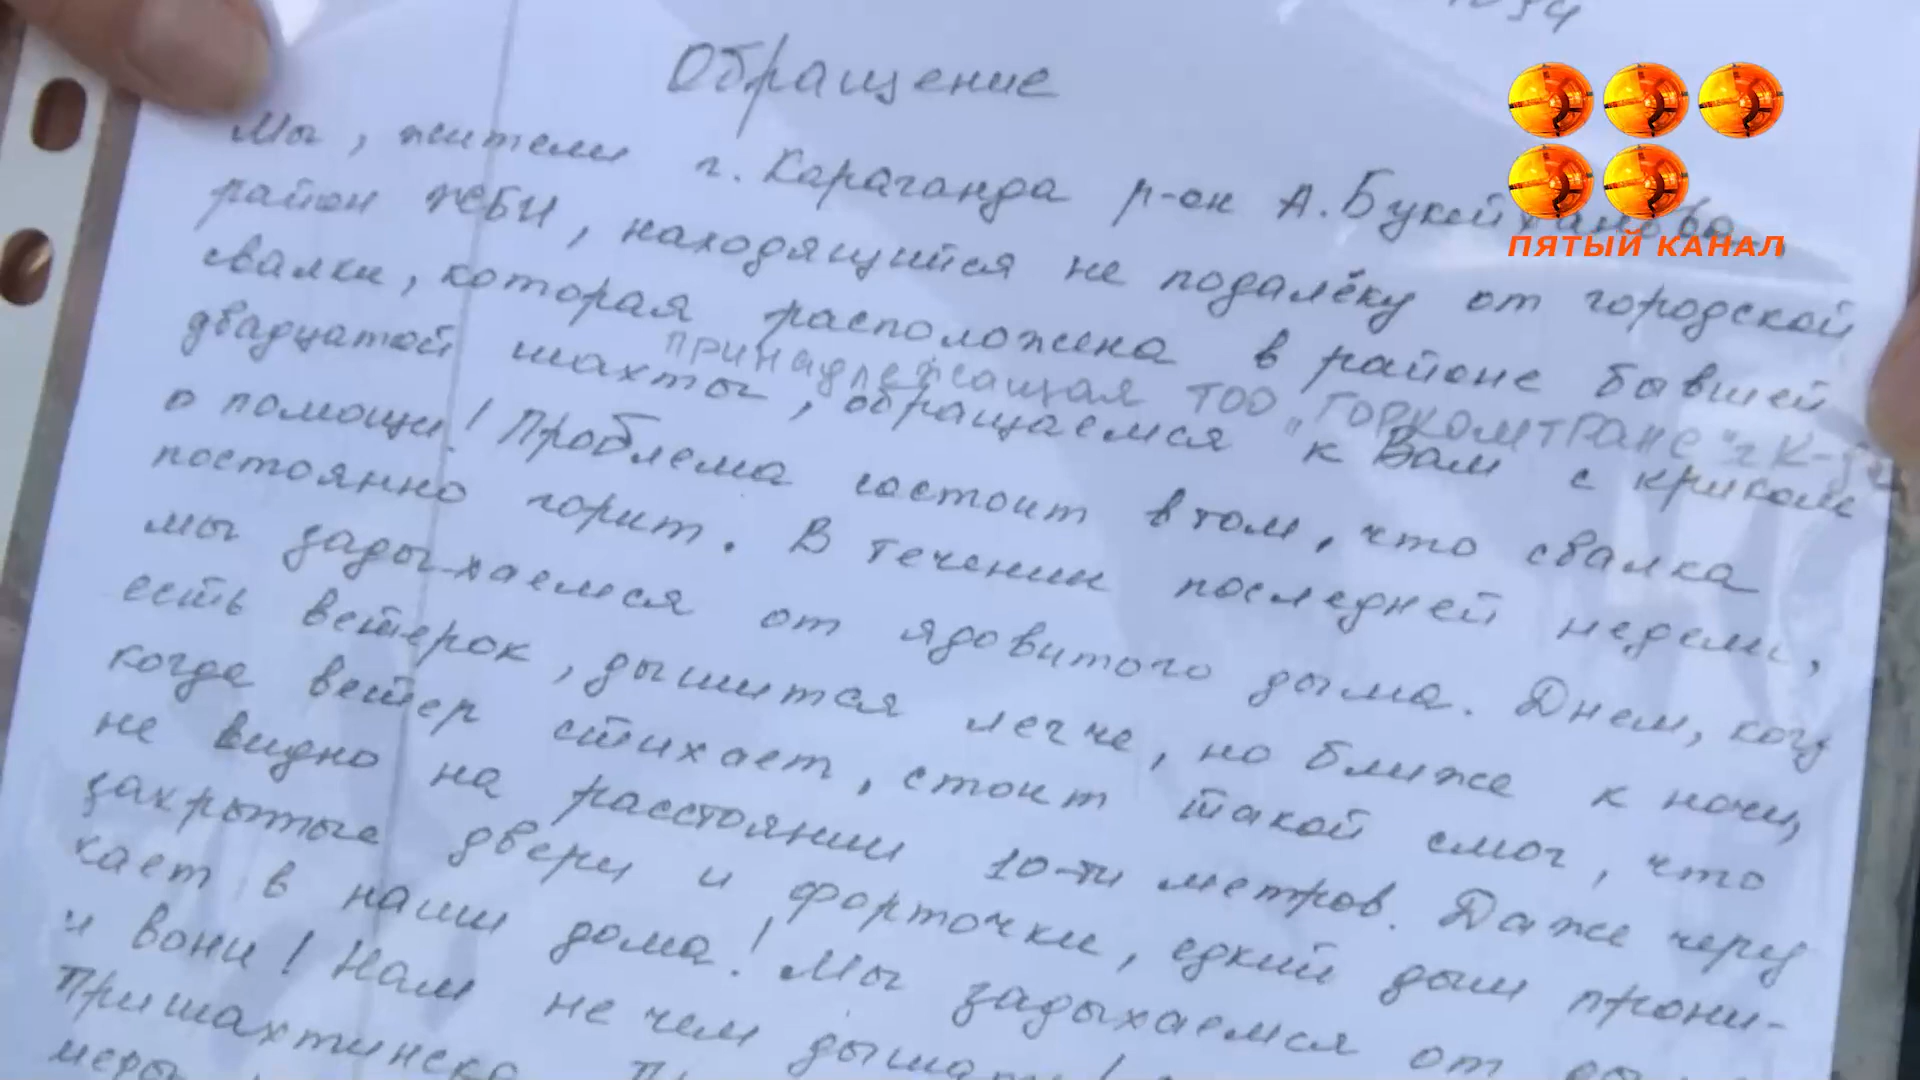 Обращение
Мы, жители г. Караганда р-он А.Букейханова
район ЖБИ, находящийся не подалёку от городской
свалки, которая расположена в районе бывшей
принадлежащая ТОО "ГОРКОМТРАНС" г К-
двадцатой шахты, обращаемся к Вам с криком
о помощи! Проблема состоит в том, что свалка
постоянно горит. В течении последней недели,
мы задыхаемся от ядовитого дыма. Днем, когд
есть ветерок, дышится легче, но ближе к ночи,
когда ветер стихает, стоит такой смог, что
не видно на расстоянии 10-ти метров. Даже через
закрытые двери и форточки, едкий дым прони-
кает в наши дома! Мы задыхаемся от
и вони! Нам не чем дышать!
Пришахтинска
меры
ПЯТЫЙ КАНАЛ